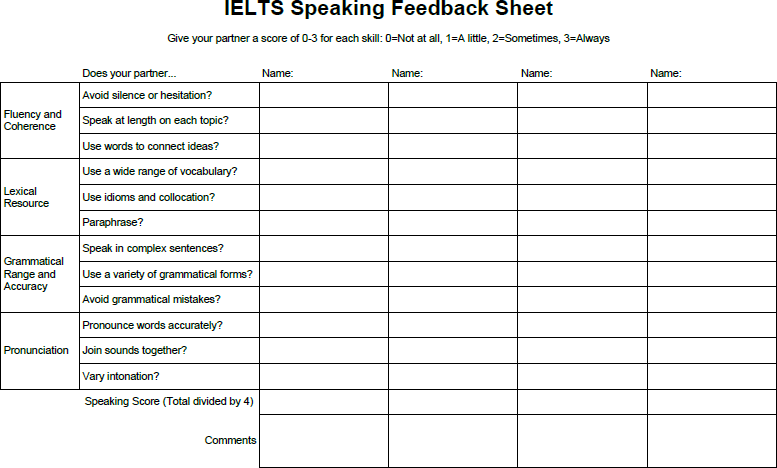 IELTS Speaking Feedback Sheet
Give your partner a score of 0-3 for each skill: 0=Not at all, 1=A little, 2=Sometimes, 3=Always
Does your partner... Name: Name: Name: Name:
Fluency and
Coherence
Avoid silence or hesitation?
Speak at length on each topic?
Use words to connect ideas?
Lexical
Resource
Use a wide range of vocabulary?
Use idioms and collocation?
Paraphrase?
Grammatical
Range and
Accuracy
Speak in complex sentences?
Use a variety of grammatical forms?
Avoid grammatical mistakes?
Pronunciation
Pronounce words accurately?
Join sounds together?
Vary intonation?
Speaking Score (Total divided by 4)
Comments